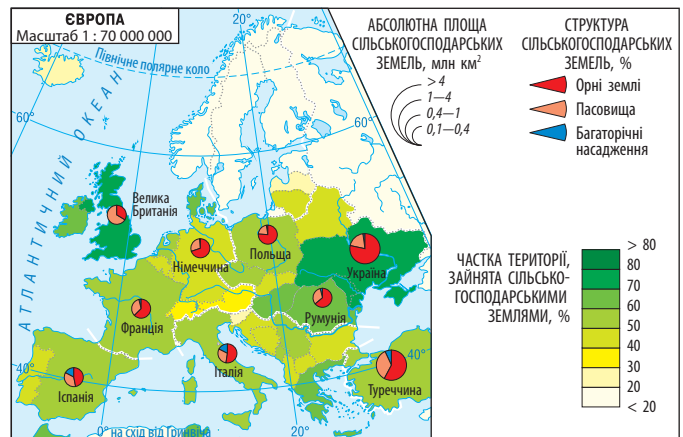 ЄВРОПА
Масштаб 1 : 70 000 000
20°
Північне полярне коло
60°
60°
АТЛАНТИЧНИЙ ОКЕАН
Велика
Британія
Німеччина
Польща
Україна
Франція
Румунія
Італія
Іспанія
Туреччина
40°
40°
0° на схід від Гринвіча
20°
АБСОЛЮТНА ПЛОЩА
СІЛЬСЬКОГОСПОДАРСЬКИХ
ЗЕМЕЛЬ, млн км²
> 4
1—4
0,4—1
0,1—0,4
СТРУКТУРА
СІЛЬСЬКОГОСПОДАРСЬКИХ
ЗЕМЕЛЬ, %
Орні землі
Пасовища
Багаторічні
насадження
ЧАСТКА ТЕРИТОРІЇ,
ЗАЙНЯТА СІЛЬСЬКО-
ГОСПОДАРСЬКИМИ
ЗЕМЛЯМИ, %
> 80
80
70
60
50
40
30
20
< 20